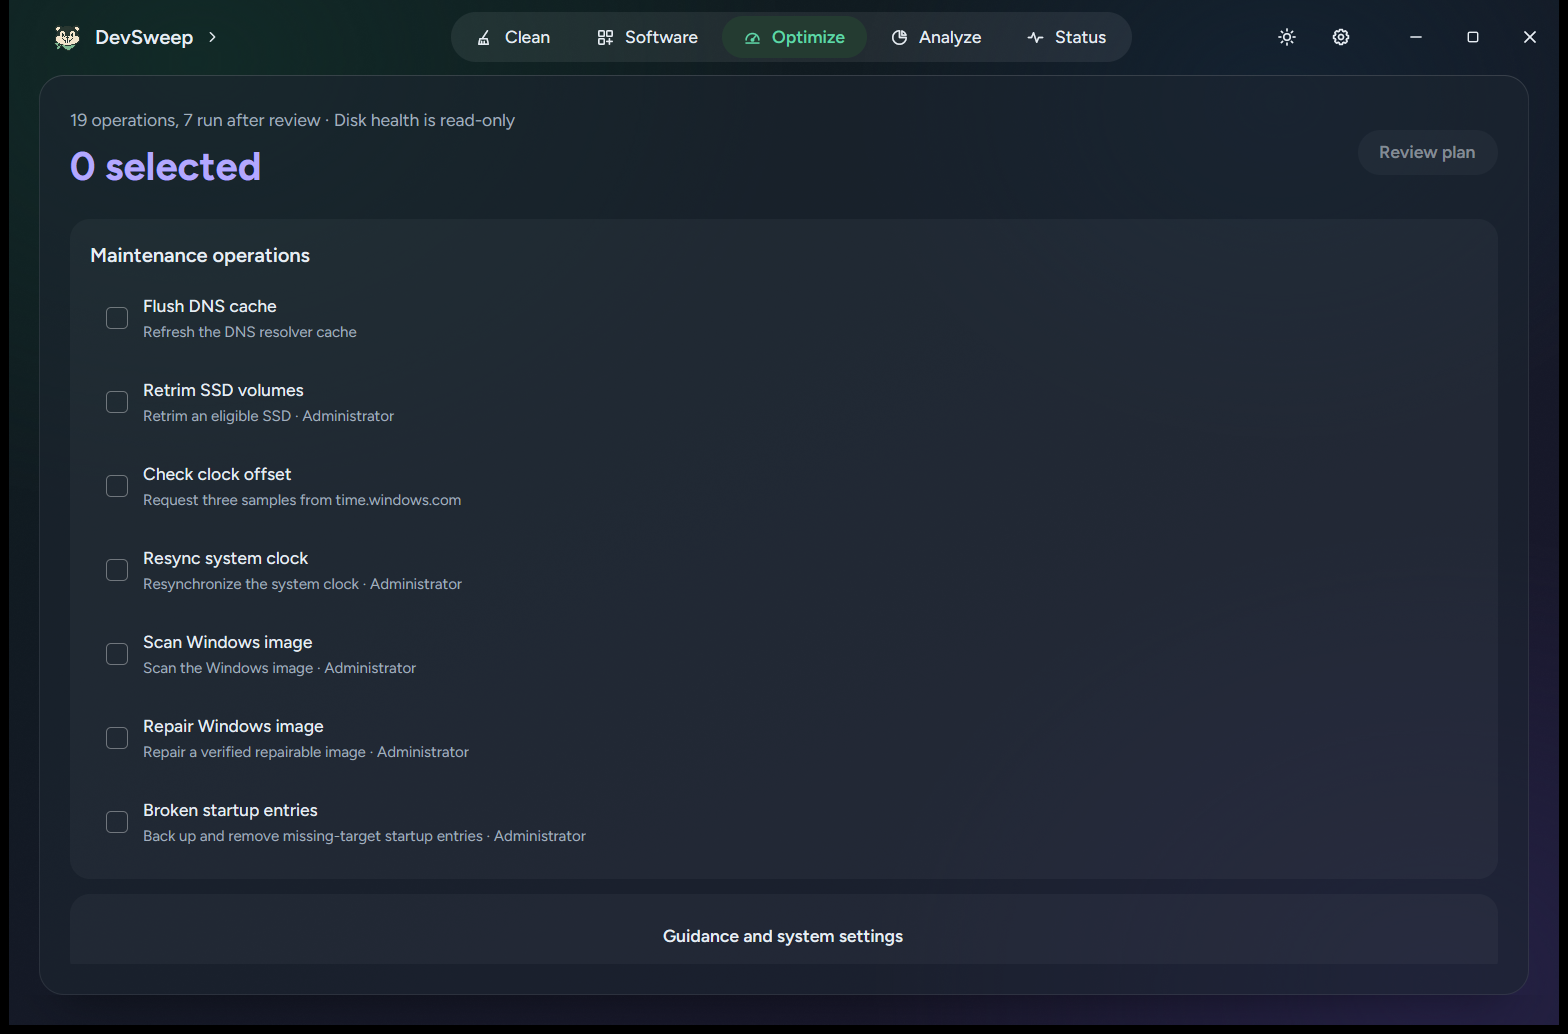 DevSweep
Clean
Software
Optimize
Analyze
Status
19 operations, 7 run after review · Disk health is read-only
0 selected
Review plan
Maintenance operations
Flush DNS cache
Refresh the DNS resolver cache
Retrim SSD volumes
Retrim an eligible SSD · Administrator
Check clock offset
Request three samples from time.windows.com
Resync system clock
Resynchronize the system clock · Administrator
Scan Windows image
Scan the Windows image · Administrator
Repair Windows image
Repair a verified repairable image · Administrator
Broken startup entries
Back up and remove missing-target startup entries · Administrator
Guidance and system settings